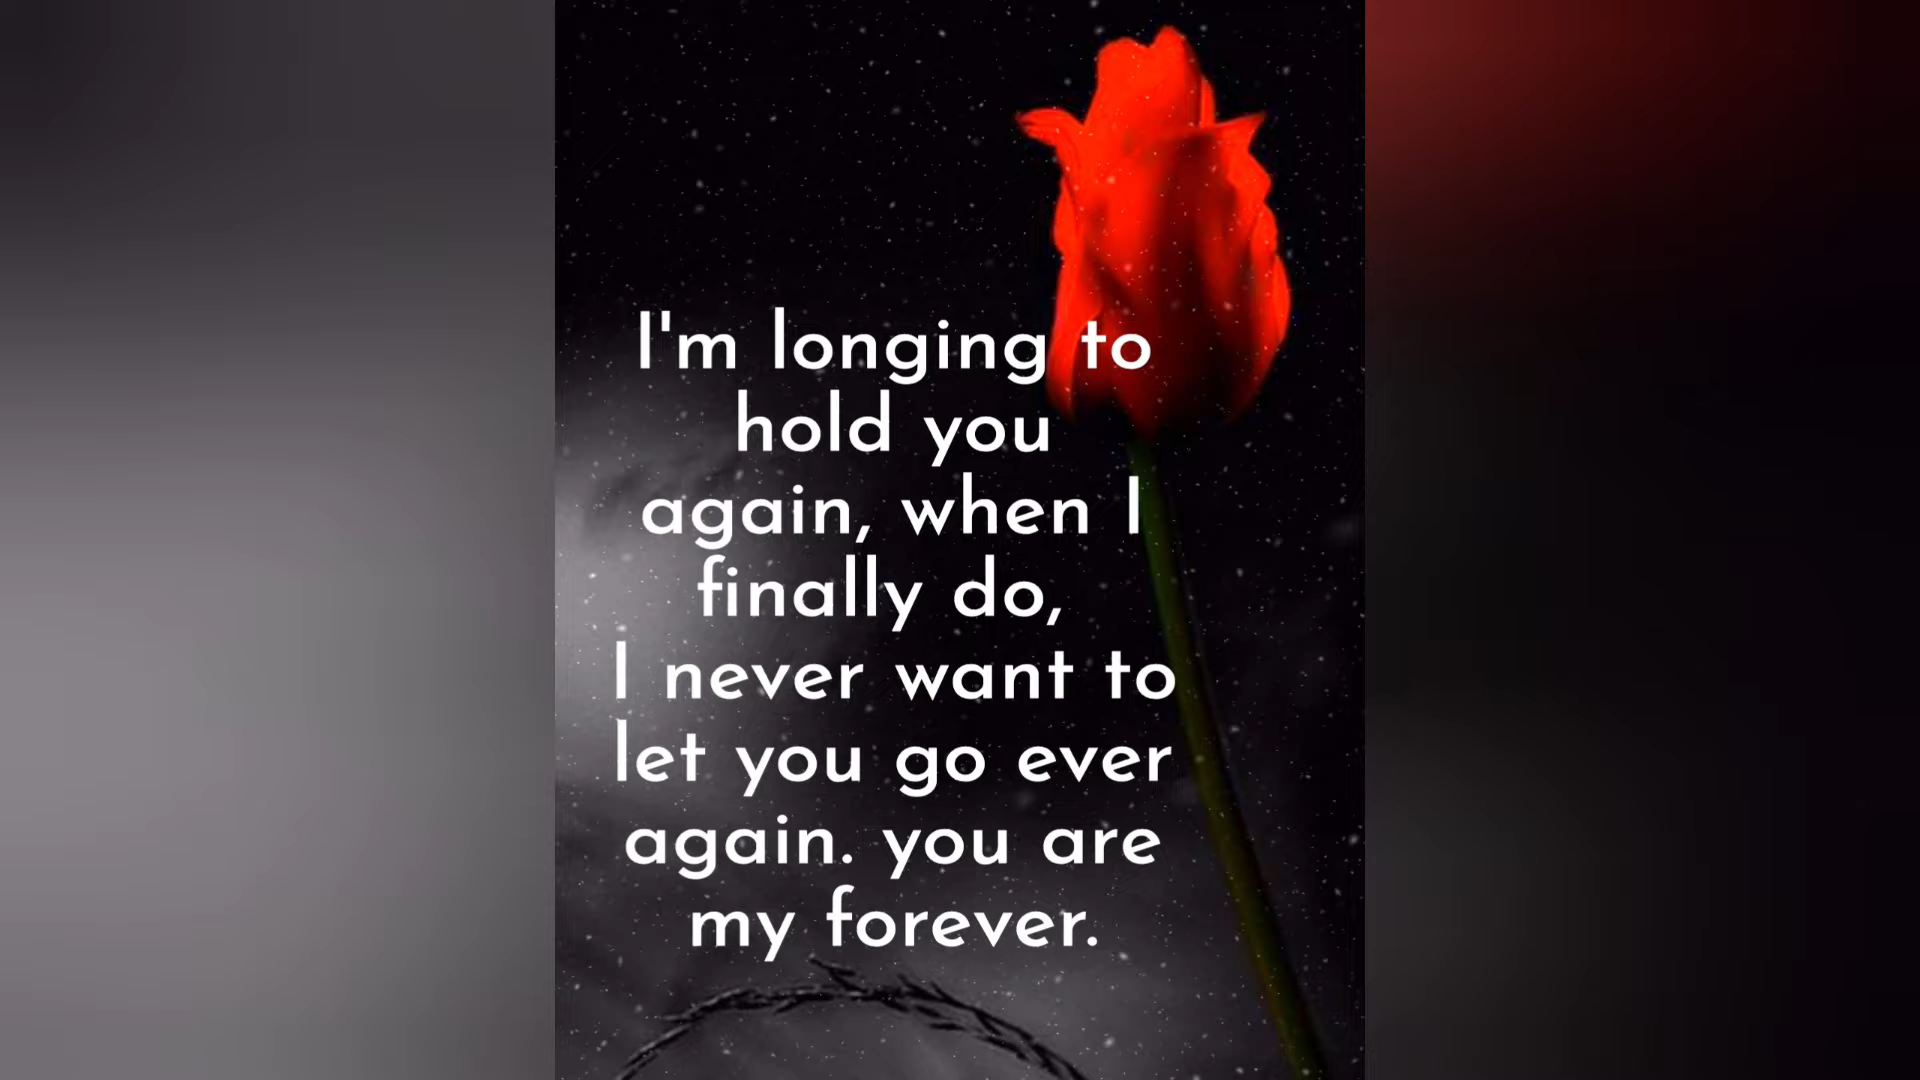 I'm longing to
hold you
again, when I
finally do,
I never want to
let you go ever
again. you are
my forever.